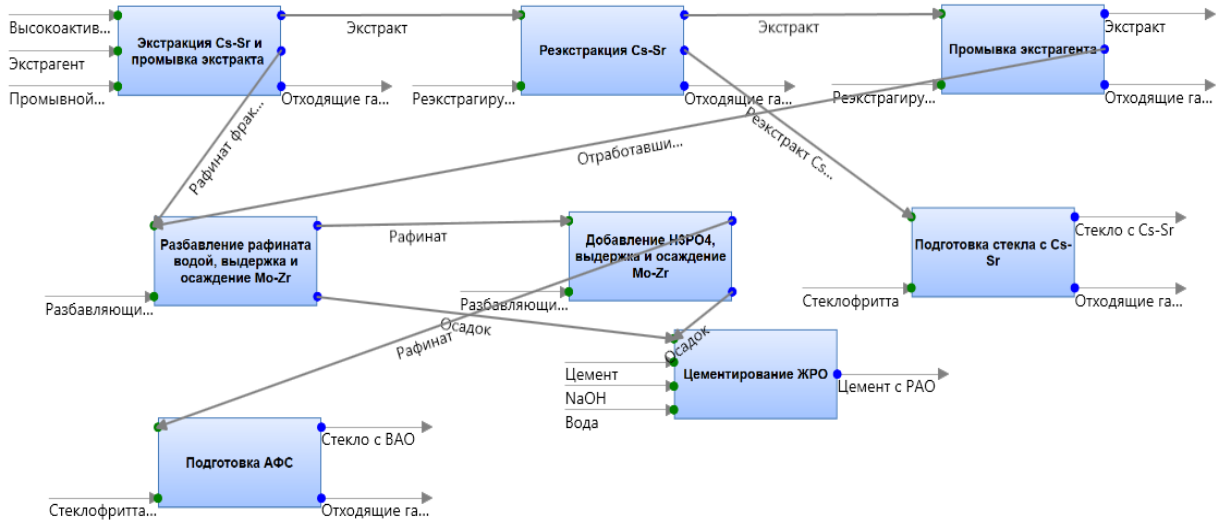 Высокоактив...
Экстрагент
Промывной...
Экстракция Cs-Sr и
промывка экстракта
Экстракт
Отходящие га...
Реэкстракция Cs-Sr
Реэкстрагиру...
Экстракт
Отходящие га...
Промывка экстрагента
Реэкстрагиру...
Экстракт
Отходящие га...
Рафинат фрак...
Отработавши...
Реэкстракт Cs...
Разбавление рафината
водой, выдержка и
осаждение Mo-Zr
Разбавляющи...
Рафинат
Добавление H3PO4,
выдержка и осаждение
Mo-Zr
Разбавляющи...
Подготовка стекла с Cs-
Sr
Стеклофритта
Стекло с Cs-Sr
Отходящие га...
Осадок
Рафинат
Осадок
Цемент
NaOH
Вода
Цементирование ЖРО
Цемент с РАО
Подготовка АФС
Стеклофритта...
Стекло с ВАО
Отходящие га...